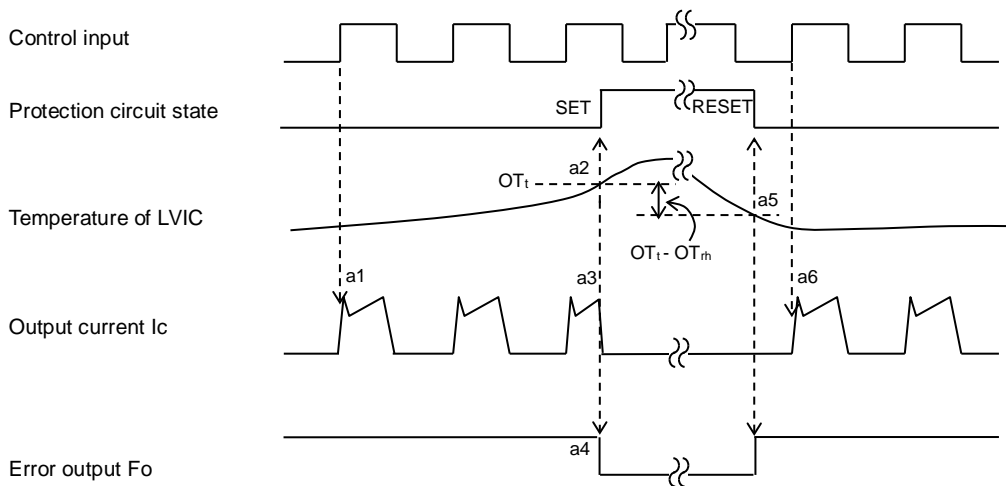 Control input
Protection circuit state
SET
RESET
a2
OTt
a5
Temperature of LVIC
OTt - OTrh
a1
a3
a6
Output current Ic
a4
Error output Fo